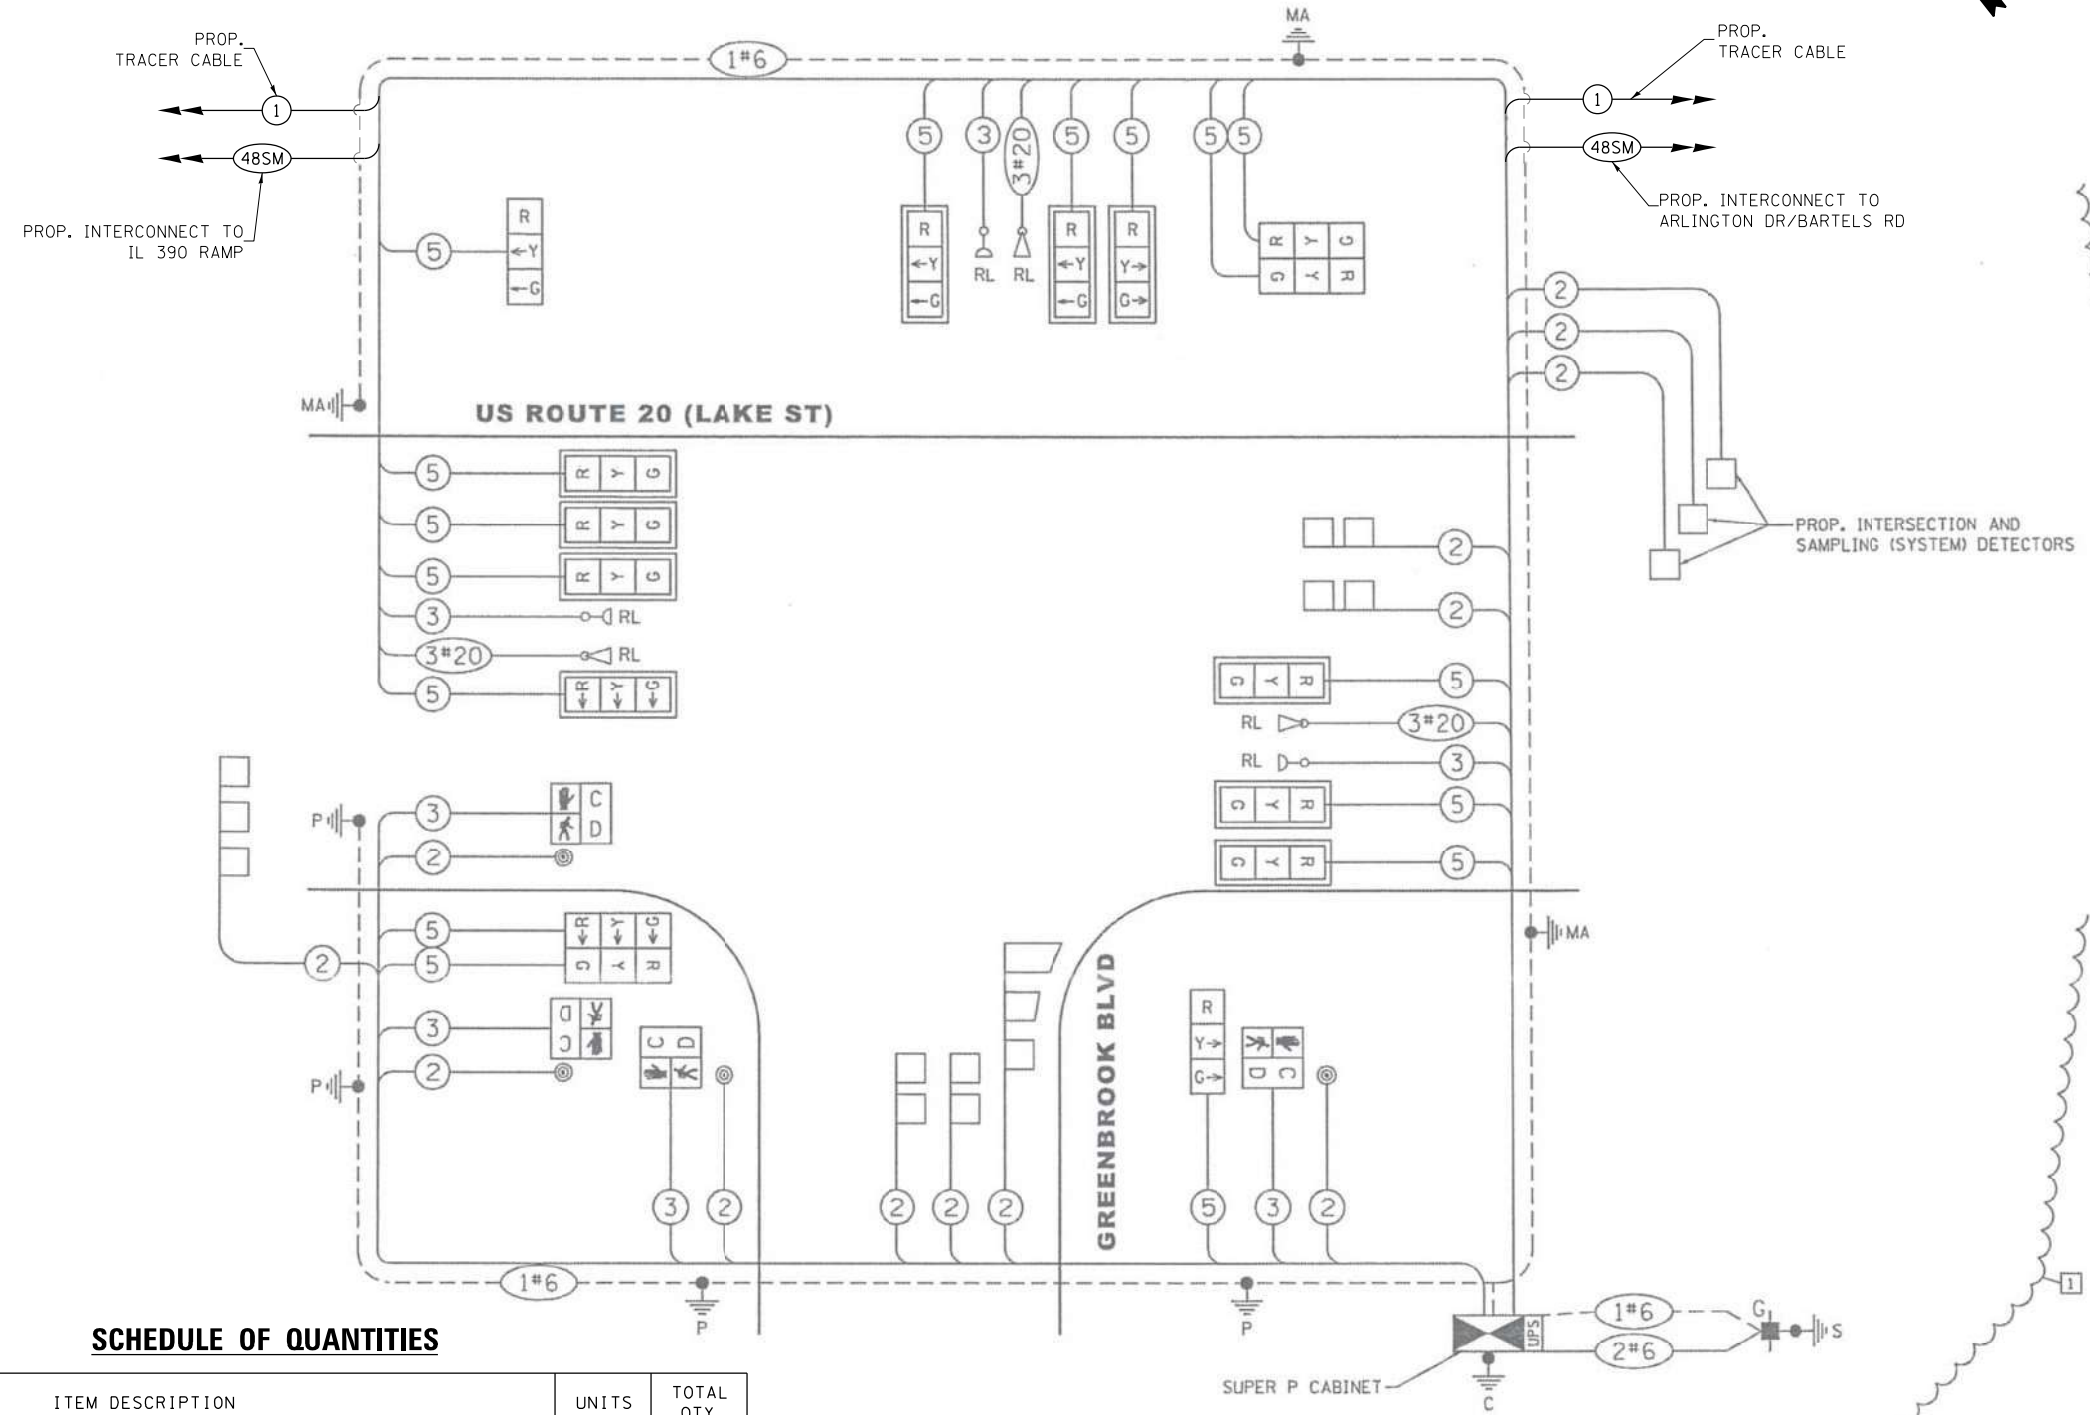 MA
PROP.
TRACER CABLE
1#6
PROP.
TRACER CABLE
1
1
48SM
48SM
5
3
3#20
5
5
5
5
PROP. INTERCONNECT TO
IL 390 RAMP
PROP. INTERCONNECT TO
ARLINGTON DR/BARTELS RD
5
R
←Y
←G
R
←Y
←G
RL
RL
R
←Y
←G
R
Y→
G→
R Y G
G Y R
2
2
2
MA
US ROUTE 20 (LAKE ST)
5
R Y G
5
R Y G
5
R Y G
3
RL
3#20
RL
5
←R ←Y ←G
PROP. INTERSECTION AND
SAMPLING (SYSTEM) DETECTORS
2
2
G Y R
5
RL
3#20
RL
3
G Y R
5
G Y R
5
P
3
C
D
2
5
←R ←Y ←G
5
G Y R
2
MA
3
D
C
2
P
C D
3
2
2
2
2
GREENBROOK BLVD
R
Y→
G→
D C
5
3
2
1#6
P
P
1#6
G
S
UPS
2#6
SUPER P CABINET
C
1
SCHEDULE OF QUANTITIES
ITEM DESCRIPTION
UNITS
TOTAL
QTY